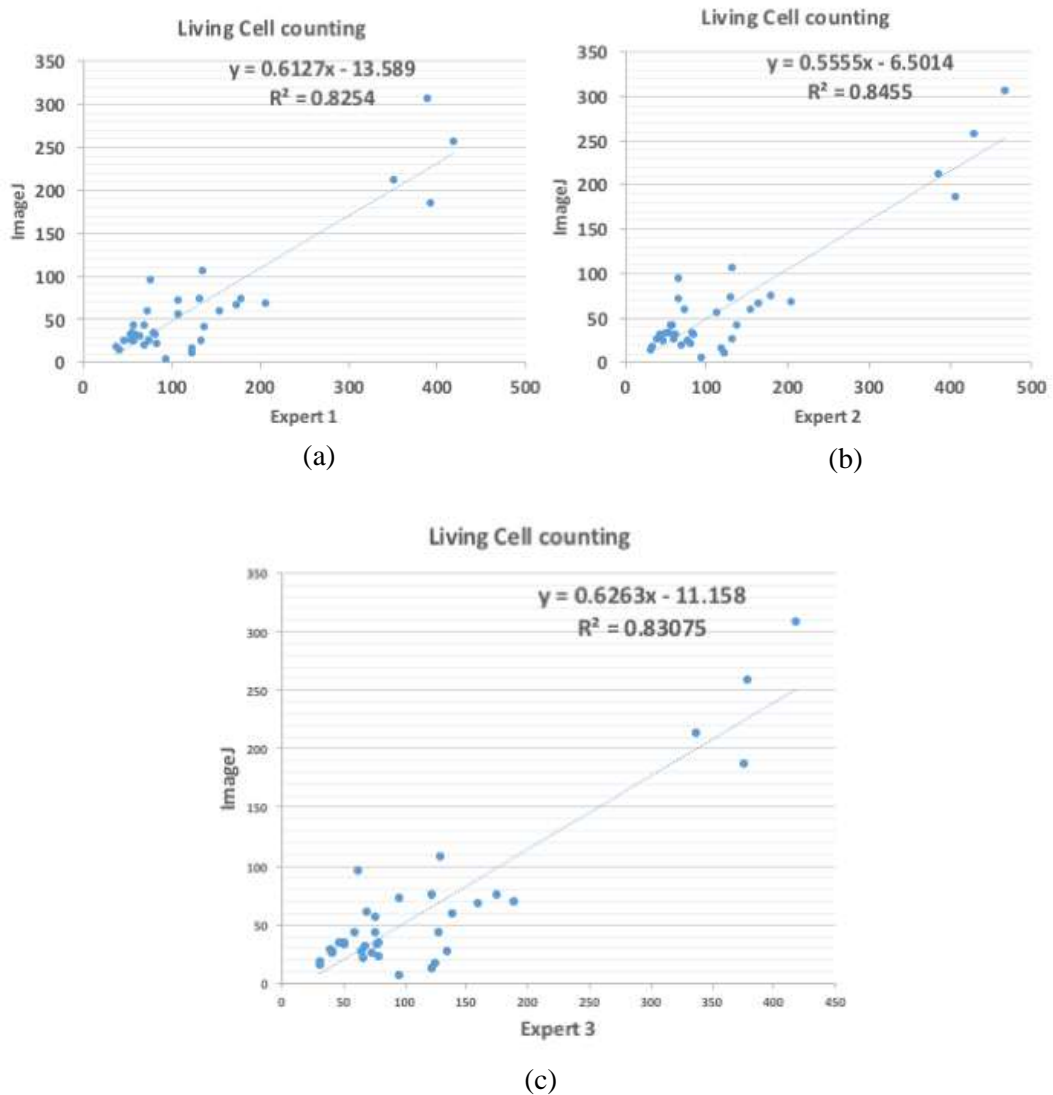 Living Cell counting
y = 0.6127x - 13.589
R² = 0.8254
350
300
250
200
150
100
50
0
ImageJ
0 100 200 300 400 500
Expert 1
(a)
Living Cell counting
y = 0.5555x - 6.5014
R² = 0.8455
350
300
250
200
150
100
50
0
ImageJ
0 100 200 300 400 500
Expert 2
(b)
Living Cell counting
y = 0.6263x - 11.158
R² = 0.83075
350
300
250
200
150
100
50
0
ImageJ
0 50 100 150 200 250 300 350 400 450
Expert 3
(c)